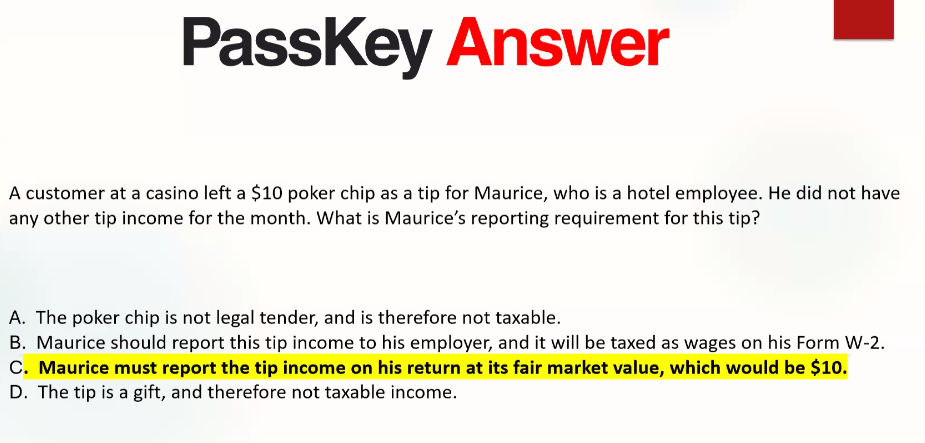 PassKey Answer
A customer at a casino left a $10 poker chip as a tip for Maurice, who is a hotel employee. He did not have
any other tip income for the month. What is Maurice’s reporting requirement for this tip?
A. The poker chip is not legal tender, and is therefore not taxable.
B. Maurice should report this tip income to his employer, and it will be taxed as wages on his Form W-2.
C. Maurice must report the tip income on his return at its fair market value, which would be $10.
D. The tip is a gift, and therefore not taxable income.